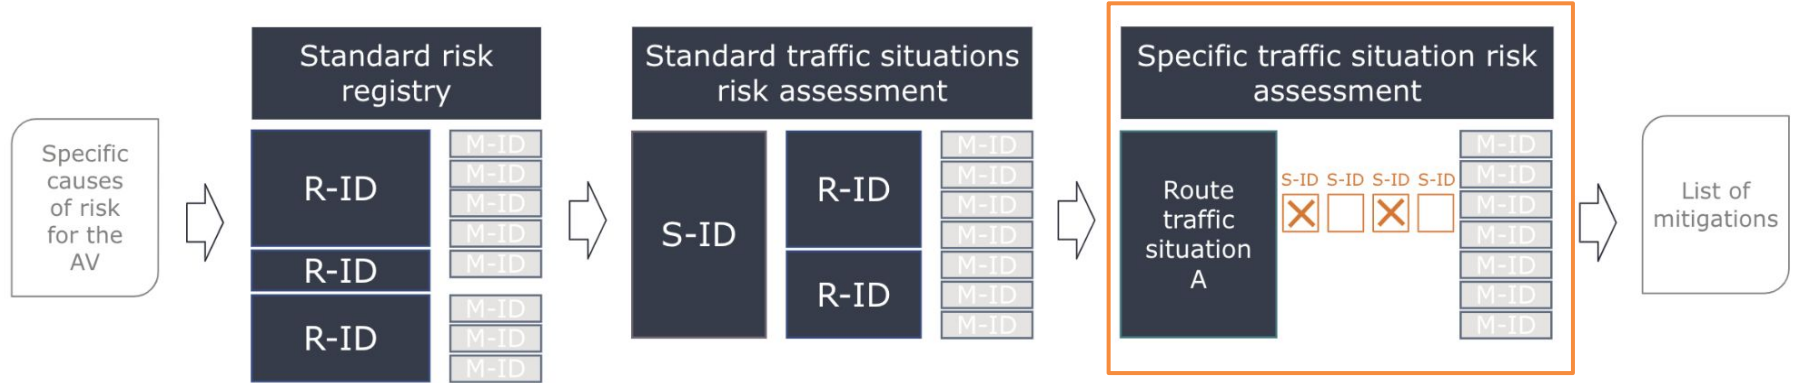 Specific
causes
of risk
for the
AV
Standard risk
registry
R-ID
R-ID
R-ID
M-ID
M-ID
M-ID
M-ID
M-ID
M-ID
M-ID
M-ID
Standard traffic situations
risk assessment
S-ID
R-ID
R-ID
M-ID
M-ID
M-ID
M-ID
M-ID
M-ID
M-ID
Specific traffic situation risk
assessment
Route
traffic
situation
A
S-ID S-ID S-ID S-ID
M-ID
M-ID
M-ID
M-ID
M-ID
M-ID
M-ID
List of
mitigations